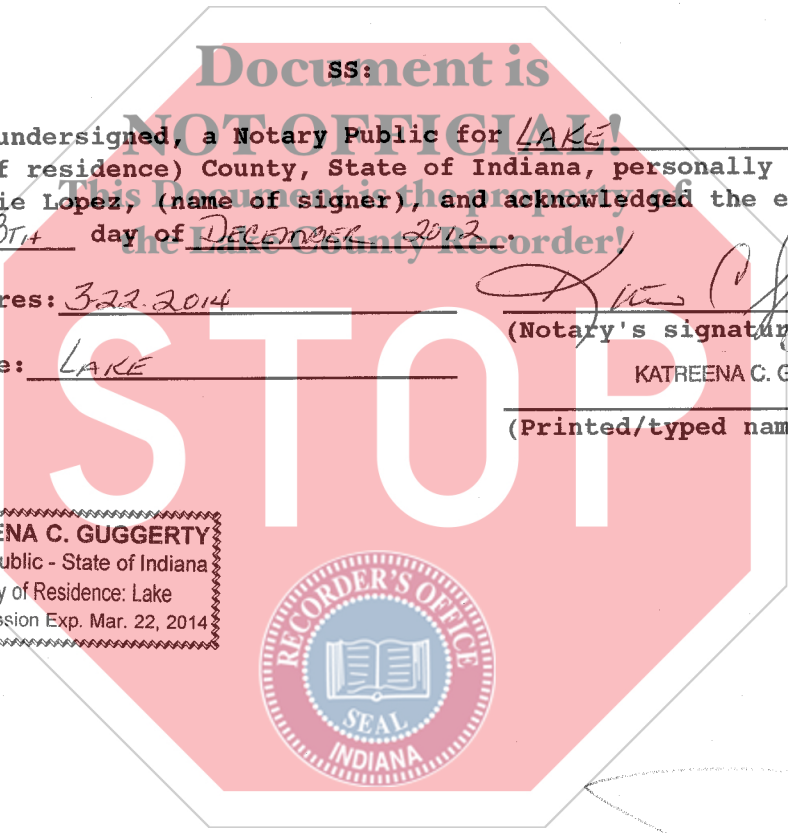 Document is
SS:
NOT OFFICIAL!
undersigned, a Notary Public for LAKE
f residence) County, State of Indiana, personally
This Document is the property of
ie Lopez, (name of signer), and acknowledged the e
8TH day of DECEMBER 2012.
the Lake County Recorder!
res: 3-22-2014
(Notary's signatur
e: LAKE
KATREENA C. G
(Printed/typed nam
STOP
ENA C. GUGGERTY
ublic - State of Indiana
y of Residence: Lake
ssion Exp. Mar. 22, 2014
RECORDER'S OFFICE
SEAL
INDIANA